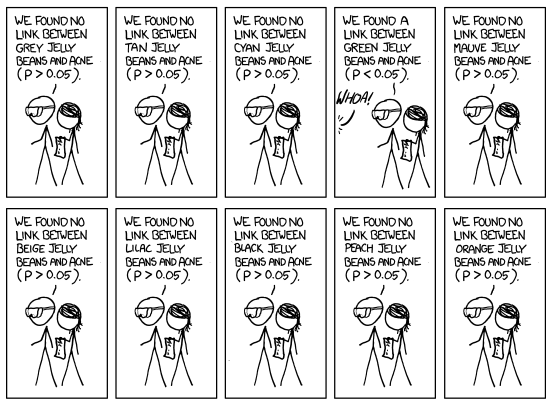 WE FOUND NO
LINK BETWEEN
GREY JELLY
BEANS AND ACNE
(P > 0.05).
WE FOUND NO
LINK BETWEEN
TAN JELLY
BEANS AND ACNE
(P > 0.05).
WE FOUND NO
LINK BETWEEN
CYAN JELLY
BEANS AND ACNE
(P > 0.05).
WE FOUND A
LINK BETWEEN
GREEN JELLY
BEANS AND ACNE
(P < 0.05).
WHOA!
WE FOUND NO
LINK BETWEEN
MAUVE JELLY
BEANS AND ACNE
(P > 0.05).
WE FOUND NO
LINK BETWEEN
BEIGE JELLY
BEANS AND ACNE
(P > 0.05).
WE FOUND NO
LINK BETWEEN
LILAC JELLY
BEANS AND ACNE
(P > 0.05).
WE FOUND NO
LINK BETWEEN
BLACK JELLY
BEANS AND ACNE
(P > 0.05).
WE FOUND NO
LINK BETWEEN
PEACH JELLY
BEANS AND ACNE
(P > 0.05).
WE FOUND NO
LINK BETWEEN
ORANGE JELLY
BEANS AND ACNE
(P > 0.05).